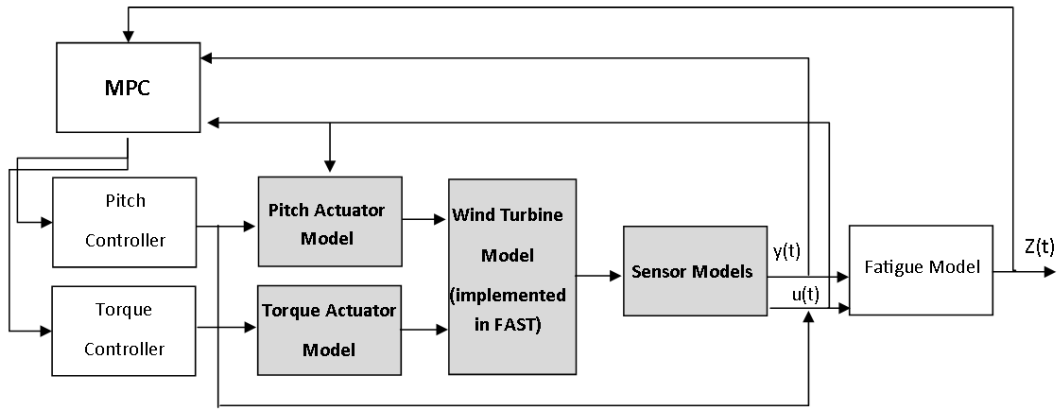 MPC
Pitch
Controller
Pitch Actuator
Model
Wind Turbine
Model
(implemented
in FAST)
Sensor Models
y(t)
u(t)
Fatigue Model
Z(t)
Torque
Controller
Torque Actuator
Model